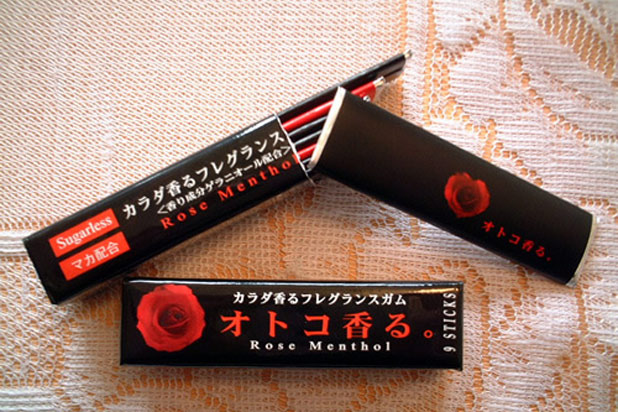 Sugarless
マカ配合
カラダ香るフレグランス
<香り成分ゲラニオール配合>
Rose Mentho
オトコ香る。
カラダ香るフレグランスガム
オトコ香る。
Rose Menthol
9 STICKS